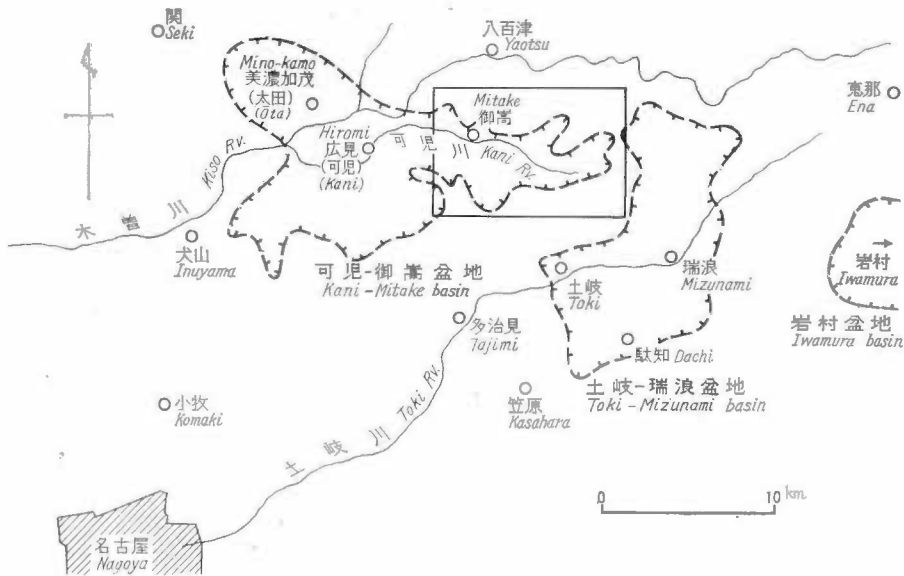 関
Seki
八百津
Yaotsu
Mino-kamo
美濃加茂
(太田)
(Ōta)
恵那
Ena
Mitake
御嵩
Hiromi
広見
(可児)
(Kani)
可児川 Kani Rv.
木曽川 Kiso Rv.
犬山
Inuyama
可児-御嵩盆地
Kani-Mitake basin
土岐
Toki
瑞浪
Mizunami
岩村
Iwamura
岩村盆地
Iwamura basin
多治見
Tajimi
駄知 Dachi
土岐-瑞浪盆地
Toki-Mizunami basin
小牧
Komaki
笠原
Kasahara
土岐川 Toki Rv.
0 10 km
名古屋
Nagoya